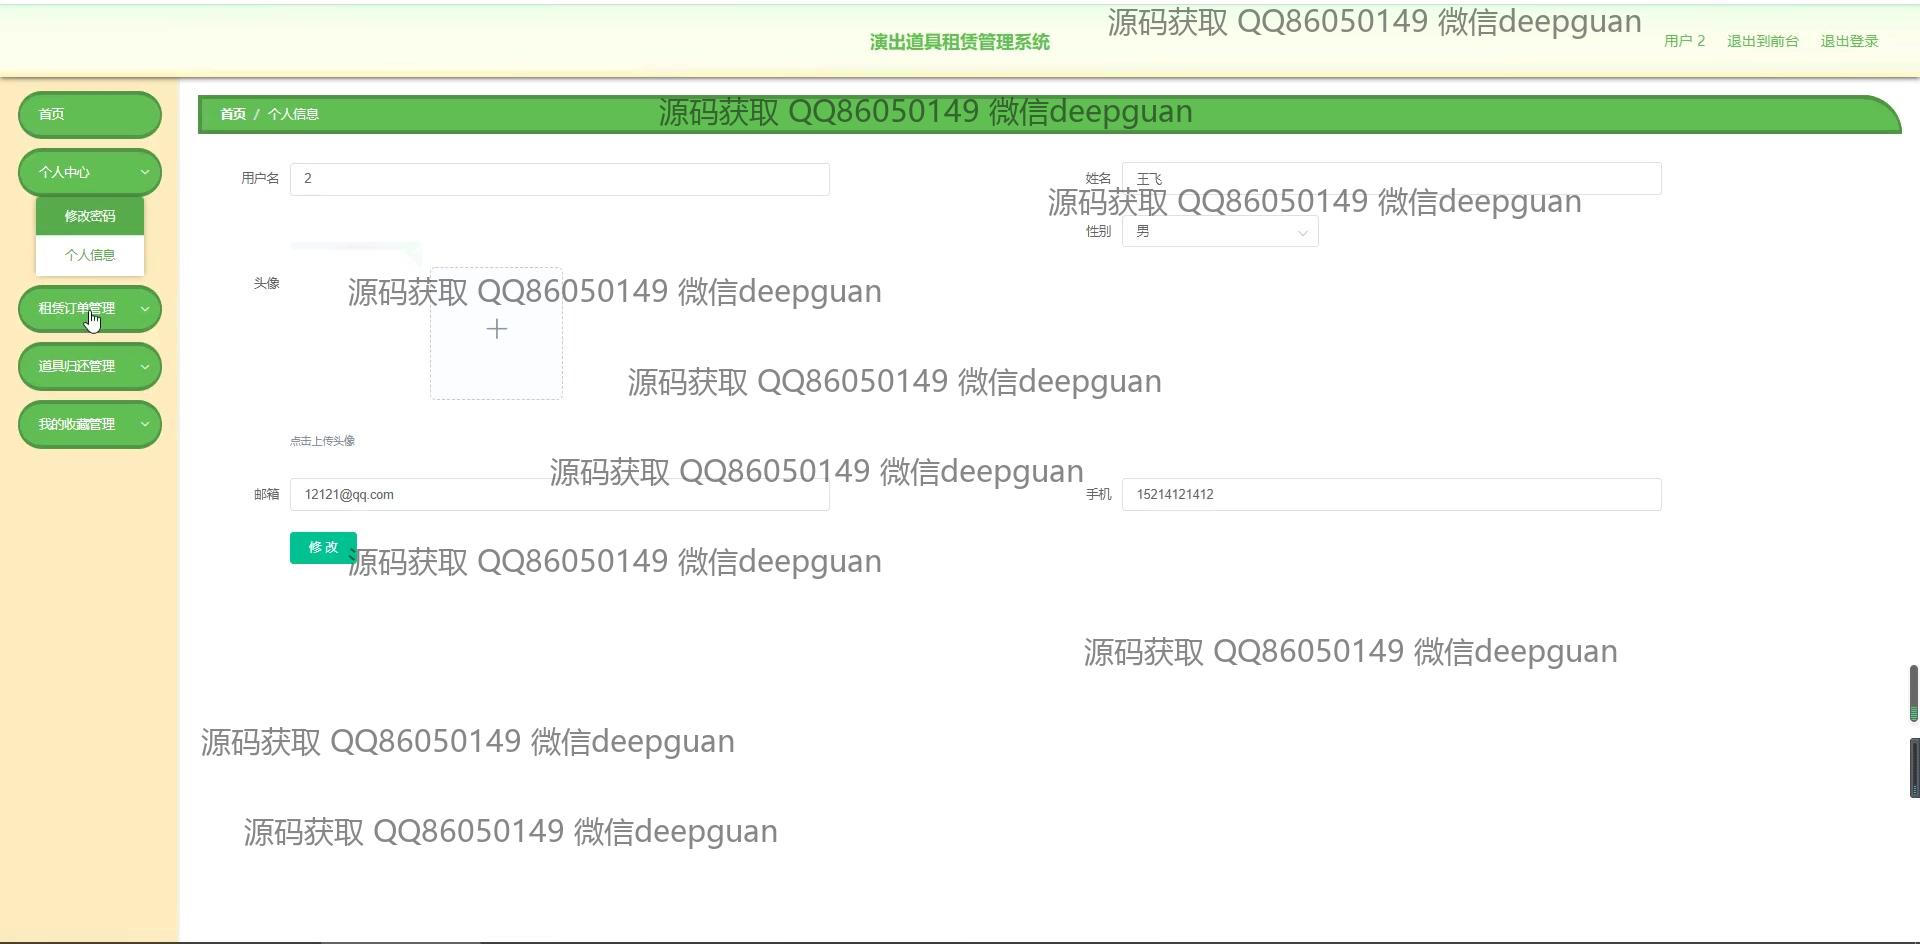 源码获取 QQ86050149 微信deepguan
演出道具租赁管理系统
用户 2 退出到前台 退出登录
首页
个人中心
修改密码
个人信息
租赁订单管理
道具归还管理
我的收藏管理
首页 / 个人信息
源码获取 QQ86050149 微信deepguan
用户名 2
姓名 王飞
源码获取 QQ86050149 微信deepguan
性别 男
头像
源码获取 QQ86050149 微信deepguan
源码获取 QQ86050149 微信deepguan
点击上传头像
源码获取 QQ86050149 微信deepguan
邮箱 12121@qq.com
手机 15214121412
修 改
源码获取 QQ86050149 微信deepguan
源码获取 QQ86050149 微信deepguan
源码获取 QQ86050149 微信deepguan
源码获取 QQ86050149 微信deepguan